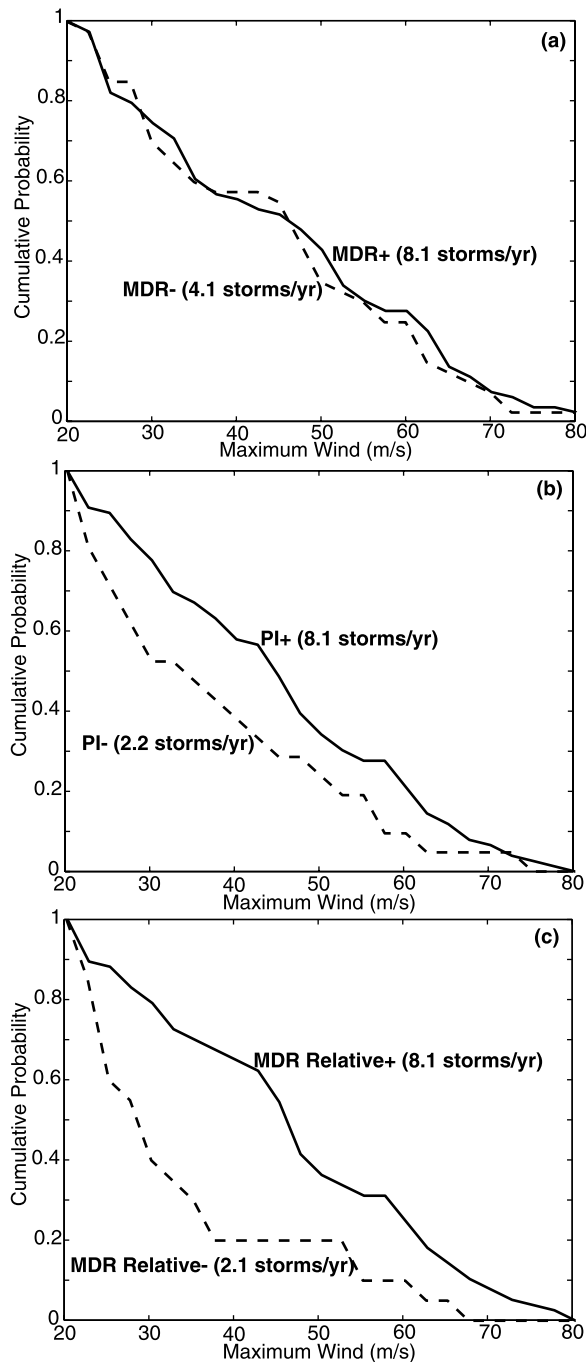 1
(a)
0.8
Cumulative Probability
0.6
MDR+ (8.1 storms/yr)
0.4
MDR- (4.1 storms/yr)
0.2
0
20 30 40 50 60 70 80
Maximum Wind (m/s)
1
(b)
0.8
Cumulative Probability
0.6
PI+ (8.1 storms/yr)
0.4
PI- (2.2 storms/yr)
0.2
0
20 30 40 50 60 70 80
Maximum Wind (m/s)
1
(c)
0.8
Cumulative Probability
MDR Relative+ (8.1 storms/yr)
0.6
0.4
0.2
MDR Relative- (2.1 storms/yr)
0
20 30 40 50 60 70 80
Maximum Wind (m/s)